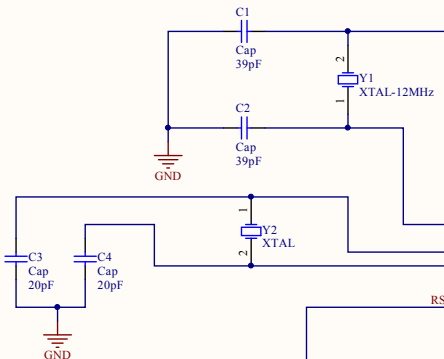 C1
Cap
39pF
2
Y1
XTAL-12MHz
1
C2
Cap
39pF
GND
1
Y2
XTAL
2
C3
Cap
20pF
C4
Cap
20pF
GND
RS